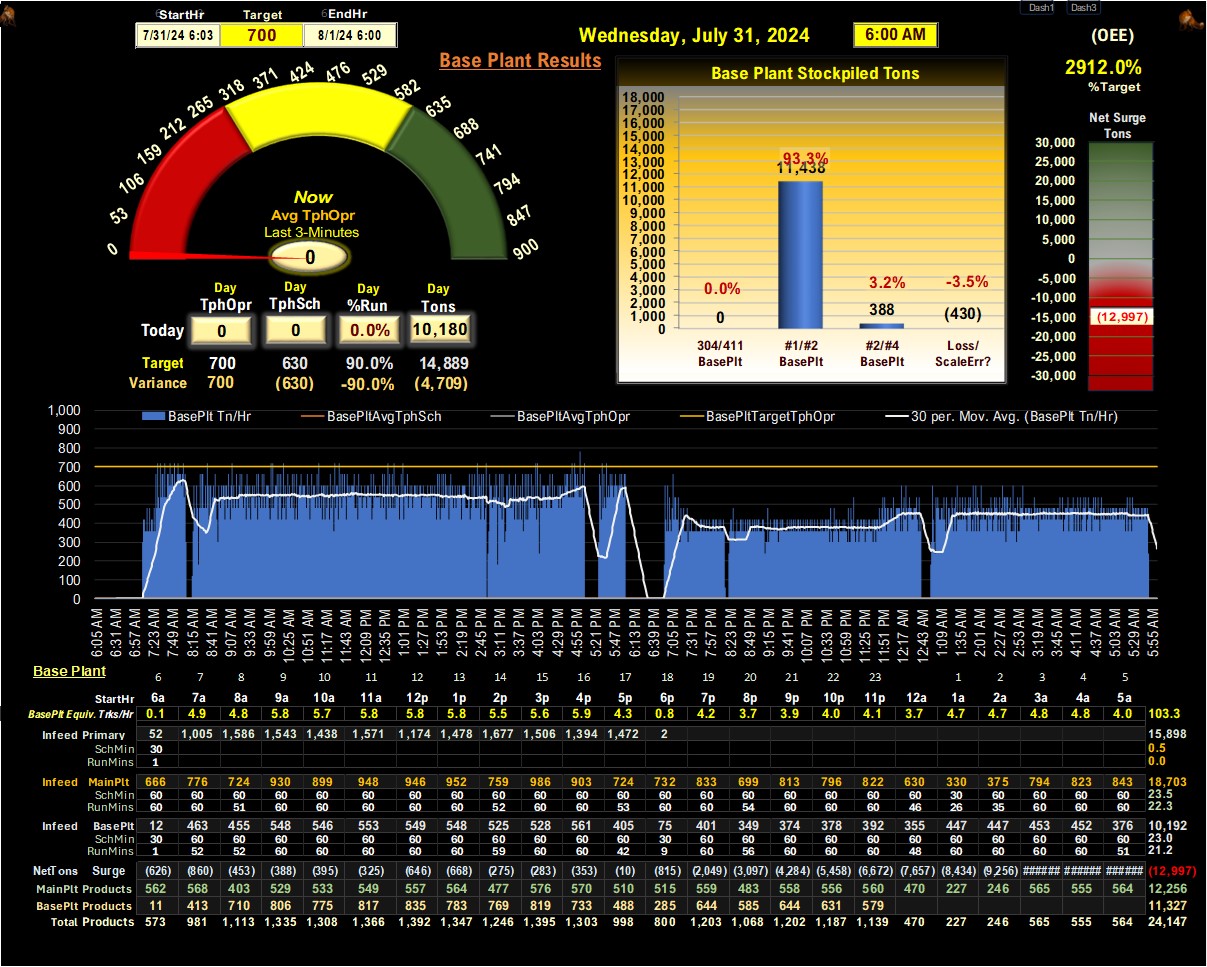 StartHr Target EndHr
7/31/24 6:03 700 8/1/24 6:00
Wednesday, July 31, 2024 6:00 AM
Dash1 Dash3
(OEE)
2912.0%
%Target
Base Plant Results
0 53 106 159 212 265 318 371 424 476 529 582 635 688 741 794 847 900
Now
Avg TphOpr
Last 3-Minutes
0
Day Day Day Day
TphOpr TphSch %Run Tons
Today 0 0 0.0% 10,180
Target 700 630 90.0% 14,889
Variance 700 (630) -90.0% (4,709)
Base Plant Stockpiled Tons
18,000
17,000
16,000
15,000
14,000
13,000
12,000
11,000
10,000
9,000
8,000
7,000
6,000
5,000
4,000
3,000
2,000
1,000
0
0.0% 93.3% 3.2% -3.5%
0 11,438 388 (430)
304/411 #1/#2 #2/#4 Loss/
BasePlt BasePlt BasePlt ScaleErr?
Net Surge
Tons
30,000
25,000
20,000
15,000
10,000
5,000
0
-5,000
-10,000
-15,000
-20,000
-25,000
-30,000
(12,997)
BasePlt Tn/Hr BasePltAvgTphSch BasePltAvgTphOpr BasePltTargetTphOpr 30 per. Mov. Avg. (BasePlt Tn/Hr)
1,000
900
800
700
600
500
400
300
200
100
0
6:05 AM 6:31 AM 6:57 AM 7:23 AM 7:49 AM 8:15 AM 8:41 AM 9:07 AM 9:33 AM 9:59 AM 10:25 AM 10:51 AM 11:17 AM 11:43 AM 12:09 PM 12:35 PM 1:01 PM 1:27 PM 1:53 PM 2:19 PM 2:45 PM 3:11 PM 3:37 PM 4:03 PM 4:29 PM 4:55 PM 5:21 PM 5:47 PM 6:13 PM 6:39 PM 7:05 PM 7:31 PM 7:57 PM 8:23 PM 8:49 PM 9:15 PM 9:41 PM 10:07 PM 10:33 PM 10:59 PM 11:25 PM 11:51 PM 12:17 AM 12:43 AM 1:09 AM 1:35 AM 2:01 AM 2:27 AM 2:53 AM 3:19 AM 3:45 AM 4:11 AM 4:37 AM 5:03 AM 5:29 AM 5:55 AM
Base Plant 6 7 8 9 10 11 12 13 14 15 16 17 18 19 20 21 22 23 1 2 3 4 5
StartHr 6a 7a 8a 9a 10a 11a 12p 1p 2p 3p 4p 5p 6p 7p 8p 9p 10p 11p 12a 1a 2a 3a 4a 5a
BasePlt Equiv. Trks/Hr 0.1 4.9 4.8 5.8 5.7 5.8 5.8 5.8 5.5 5.6 5.9 4.3 0.8 4.2 3.7 3.9 4.0 4.1 3.7 4.7 4.7 4.8 4.8 4.0 103.3
Infeed Primary 52 1,005 1,586 1,543 1,438 1,571 1,174 1,478 1,677 1,506 1,394 1,472 2 15,898
SchMin 30 0.5
RunMins 1 0.0
Infeed MainPlt 666 776 724 930 899 948 946 952 759 986 903 724 732 833 699 813 796 822 630 330 375 794 823 843 18,703
SchMin 60 60 60 60 60 60 60 60 60 60 60 60 60 60 60 60 60 60 60 30 60 60 60 60 23.5
RunMins 60 60 51 60 60 60 60 60 52 60 60 53 60 60 54 60 60 60 46 26 35 60 60 60 22.3
Infeed BasePlt 12 463 455 548 546 553 549 548 525 528 561 405 75 401 349 374 378 392 355 447 447 453 452 376 10,192
SchMin 60 60 60 60 60 60 60 60 60 60 60 60 30 60 60 60 60 60 60 60 60 60 60 60 23.0
RunMins 1 52 52 60 60 60 60 60 59 60 60 42 9 60 56 60 60 60 48 60 60 60 60 51 21.2
NetTons Surge (626) (860) (453) (388) (395) (325) (646) (668) (275) (283) (353) (10) (815) (2,049) (3,097) (4,284) (5,458) (6,672) (7,657) (8,434) (9,256) ###### ###### ###### (12,997)
MainPlt Products 562 568 403 529 533 549 557 564 477 576 570 510 515 559 483 558 556 560 470 227 246 565 555 564 12,256
BasePlt Products 11 413 710 806 775 817 835 783 769 819 733 488 285 644 585 644 631 579 11,327
Total Products 573 981 1,113 1,335 1,308 1,366 1,392 1,347 1,246 1,395 1,303 998 800 1,203 1,068 1,202 1,187 1,139 470 227 246 565 555 564 24,147